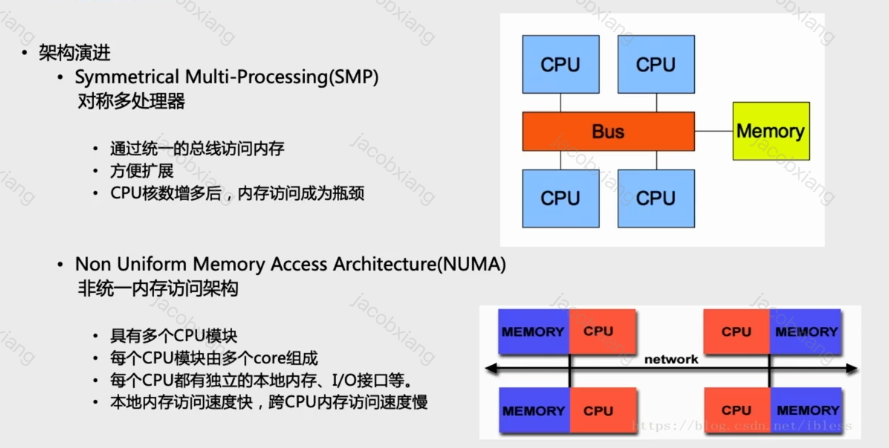 • 架构演进
• Symmetrical Multi-Processing(SMP)
对称多处理器
• 通过统一的总线访问内存
• 方便扩展
• CPU核数增多后，内存访问成为瓶颈
CPU
CPU
Bus
Memory
CPU
CPU
• Non Uniform Memory Access Architecture(NUMA)
非统一内存访问架构
• 具有多个CPU模块
• 每个CPU模块由多个core组成
• 每个CPU都有独立的本地内存、I/O接口等。
• 本地内存访问速度快，跨CPU内存访问速度慢
MEMORY CPU
CPU MEMORY
network
MEMORY CPU
CPU MEMORY
https://blog.csdn.net/ibless
jacobxiang
jacobxiang
jacobxiang
jacobxiang
jacobxiang
jacobxiang